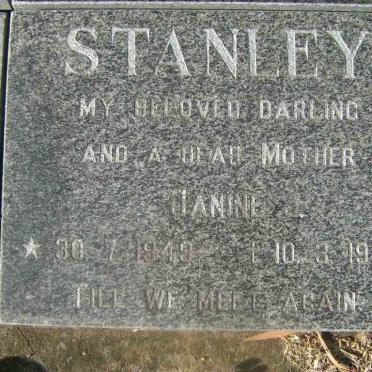 STANLEY
MY BELOVED DARLING
AND A DEAR MOTHER
JANINE
★ 30.7.1949 10.3.19
TILL WE MEET AGAIN.